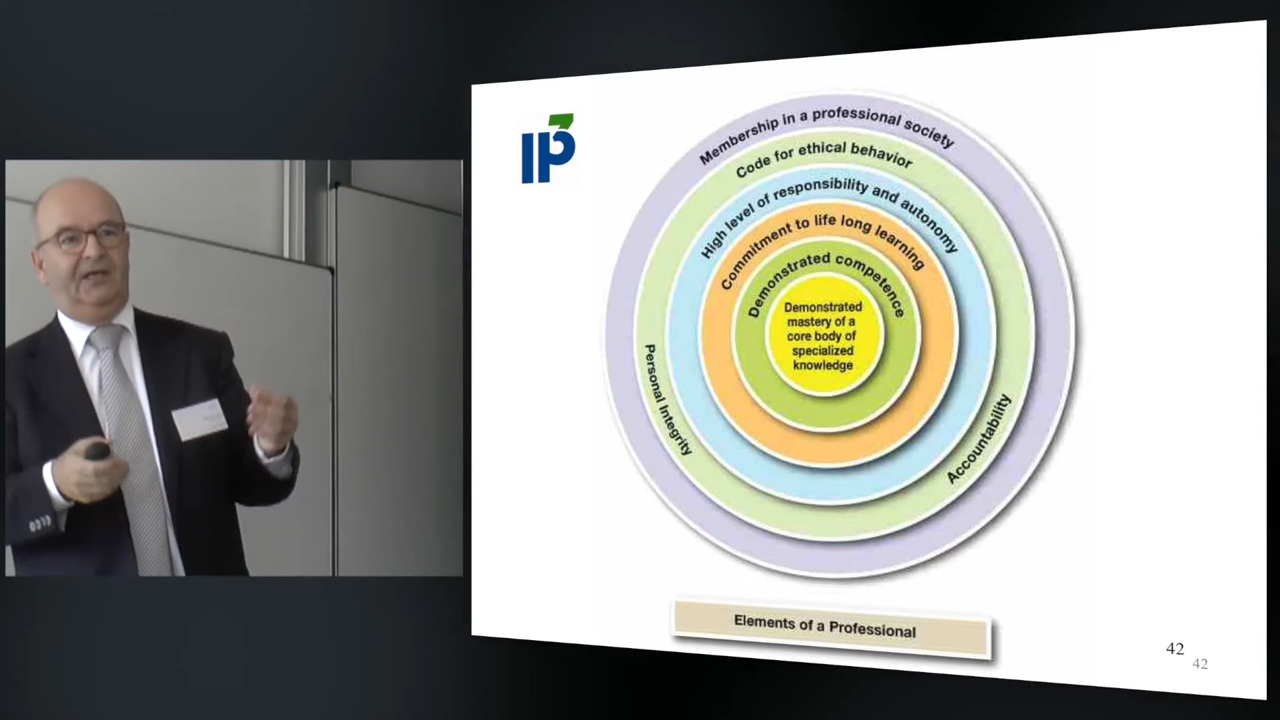 IP3
Membership in a professional society
Code for ethical behavior
High level of responsibility and autonomy
Commitment to life long learning
Demonstrated competence
Demonstrated
mastery of a
core body of
specialized
knowledge
Personal Integrity
Accountability
Elements of a Professional
42
42